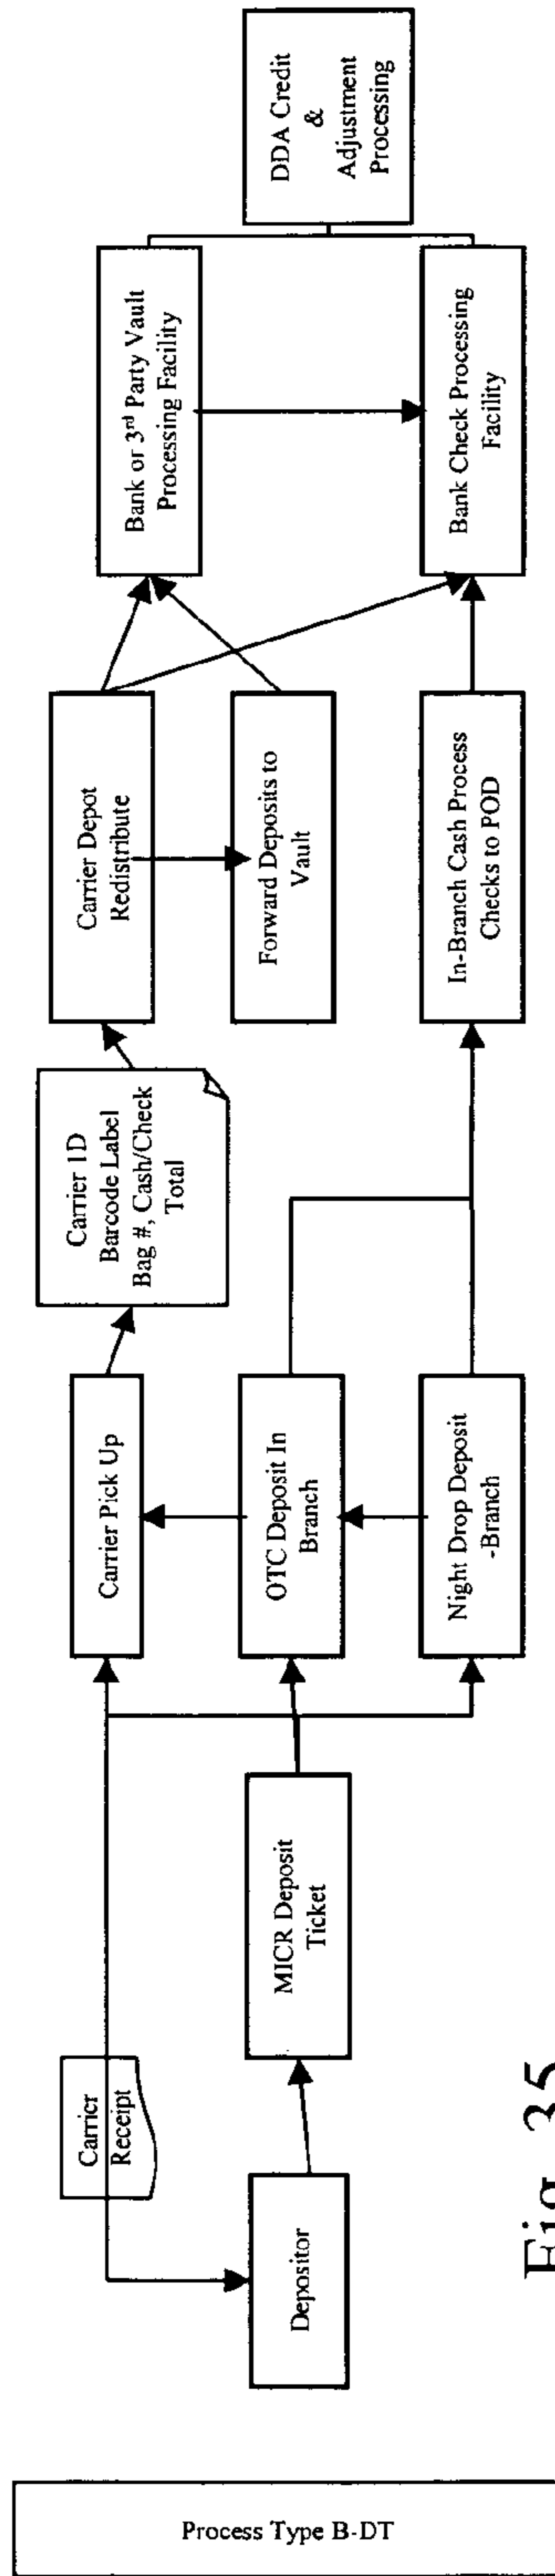 Process Type B-DT
Depositor
Carrier
Receipt
MICR Deposit
Ticket
Carrier Pick Up
OTC Deposit In
Branch
Night Drop Deposit
-Branch
Carrier 1D
Barcode Label
Bag #, Cash/Check
Total
Carrier Depot
Redistribute
Forward Deposits to
Vault
In-Branch Cash Process
Checks to POD
Bank or 3rd Party Vault
Processing Facility
Bank Check Processing
Facility
DDA Credit
&
Adjustment
Processing
Fig. 35